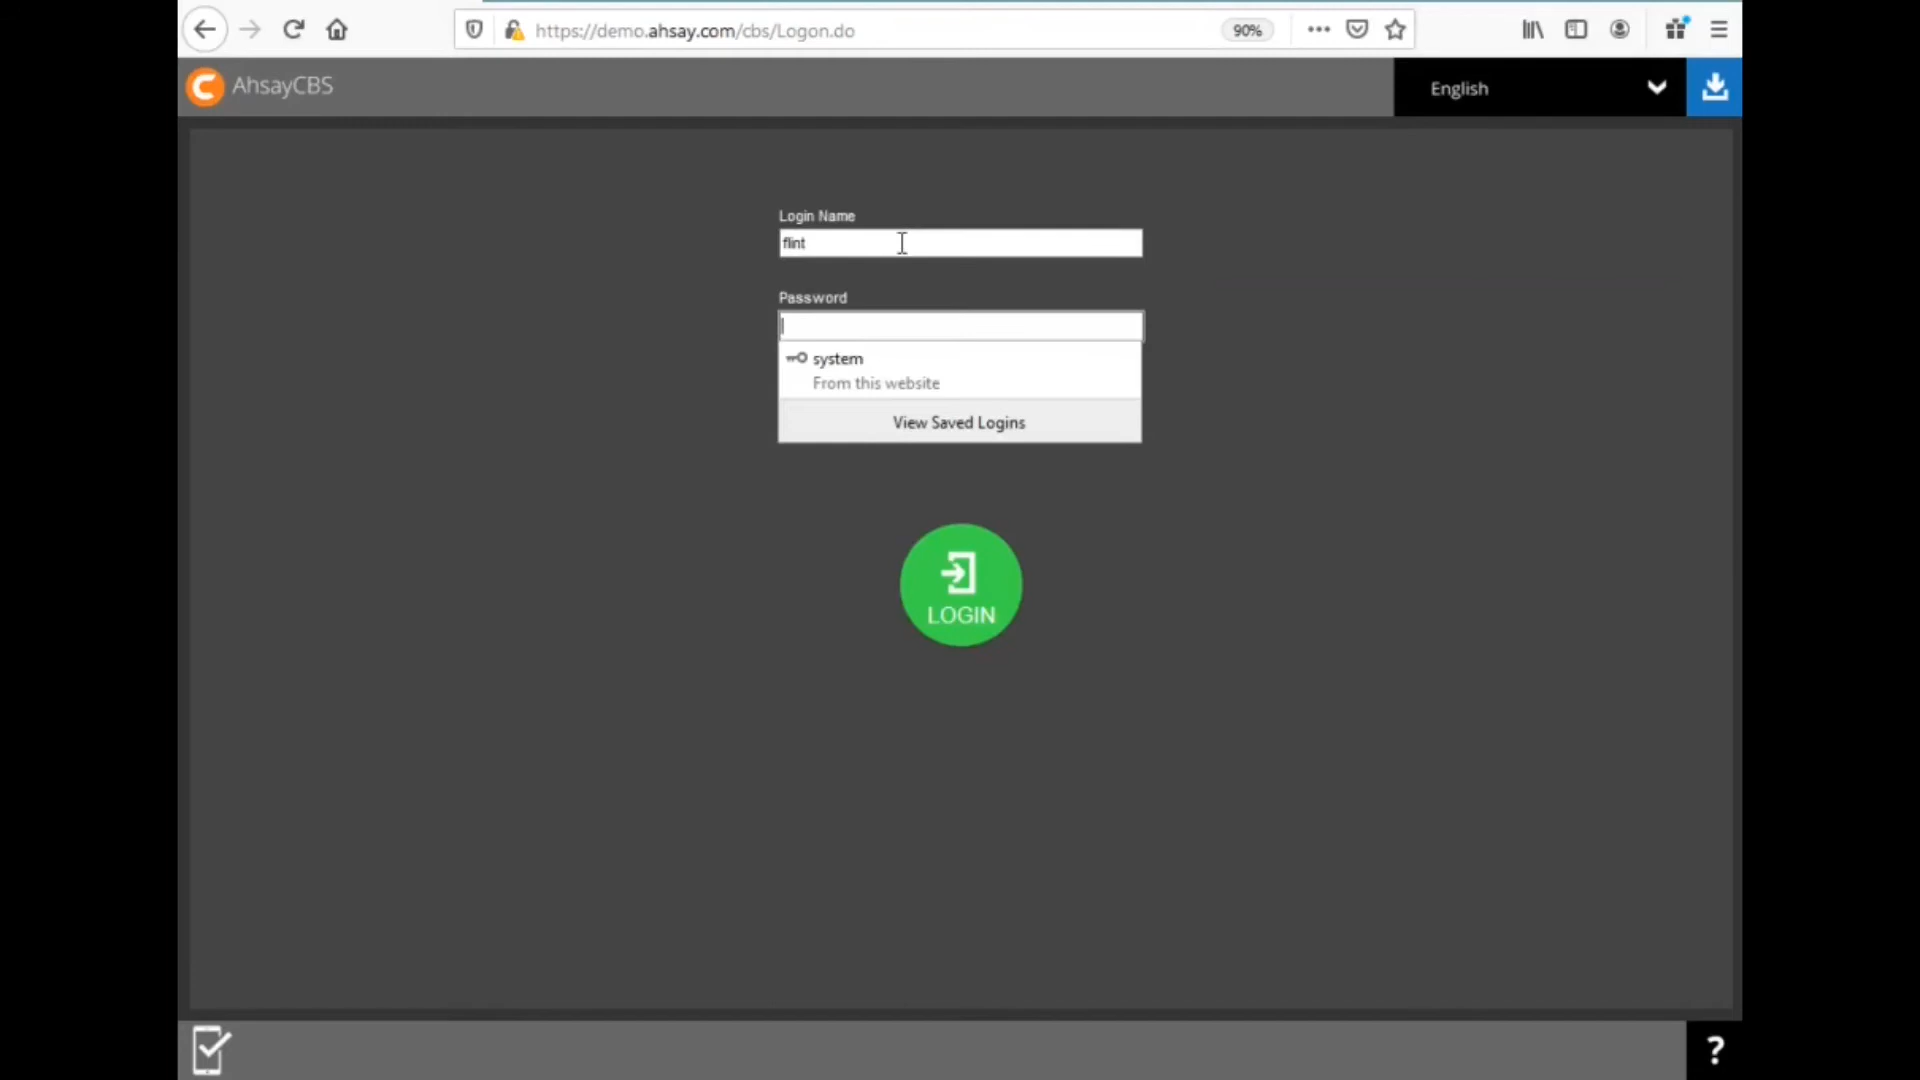 https://demo.ahsay.com/cbs/Logon.do
90%
AhsayCBS
English
Login Name
flint
Password
system
From this website
View Saved Logins
LOGIN
?